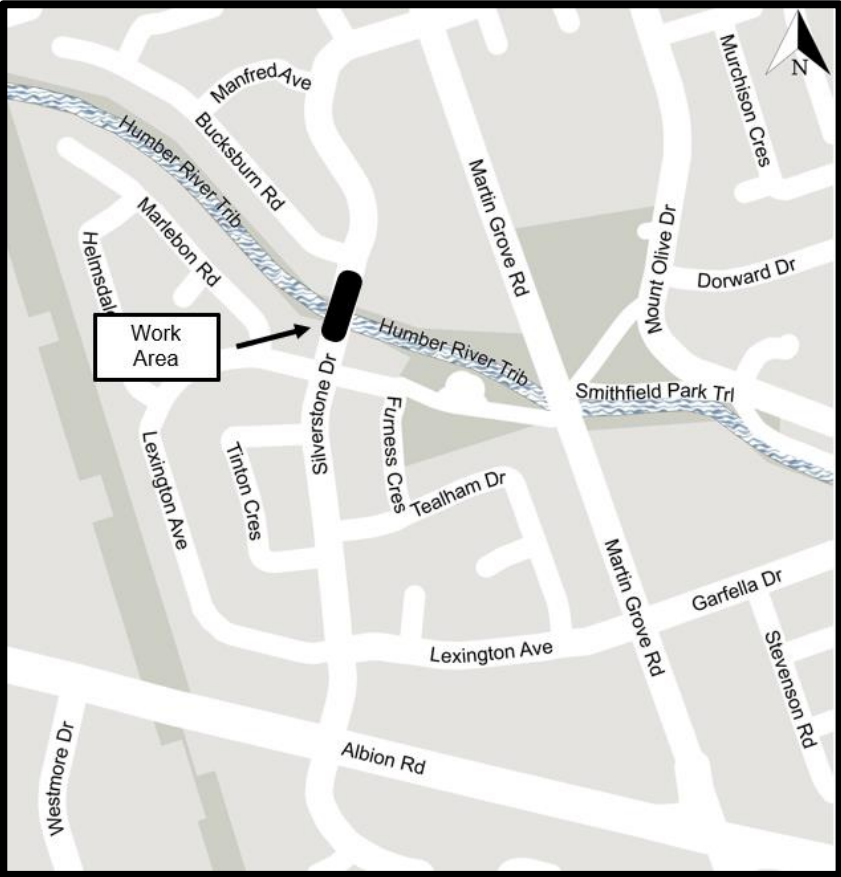 N
Murchison Cres
Manfred Ave
Bucksburn Rd
Humber River Trib
Martin Grove Rd
Marlebon Rd
Mount Olive Dr
Helmsdale
Dorward Dr
Work
Area
Humber River Trib
Silverstone Dr
Smithfield Park Trl
Furness Cres
Tinton Cres
Lexington Ave
Tealham Dr
Martin Grove Rd
Garfella Dr
Lexington Ave
Stevenson Rd
Westmore Dr
Albion Rd